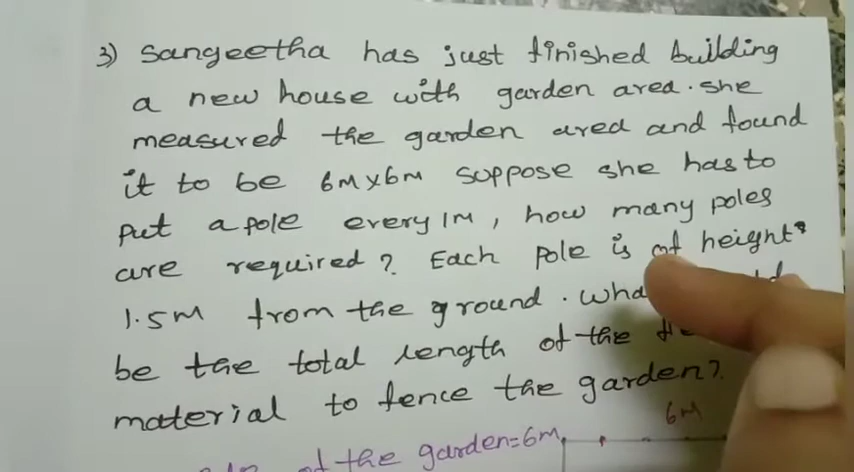 3) Sangeetha has just finished building
a new house with garden area. she
measured the garden area and found
it to be 6M x 6M suppose she has to
put a pole every 1M, how many poles
are required? Each pole is of height
1.5M from the ground.
be the total length of the
material to fence the garden?
6M
of the garden=6M